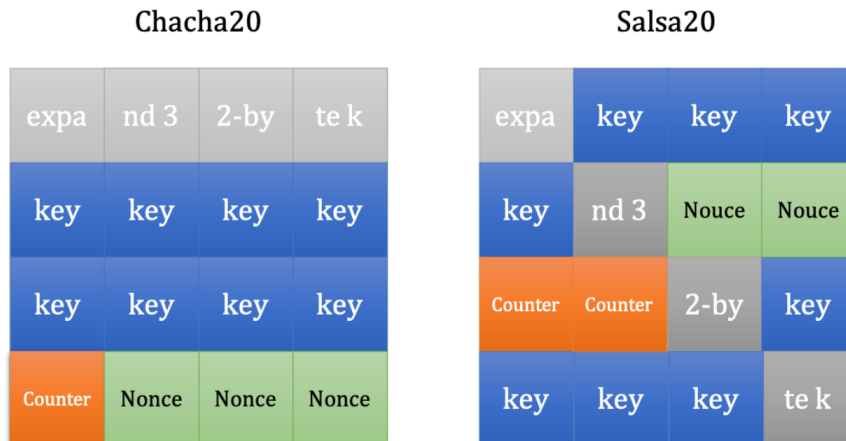 Chacha20 Salsa20
expa nd 3 2-by te k expa key key key
key key key key key nd 3 Nouce Nouce
key key key key Counter Counter 2-by key
Counter Nonce Nonce Nonce key key key te k